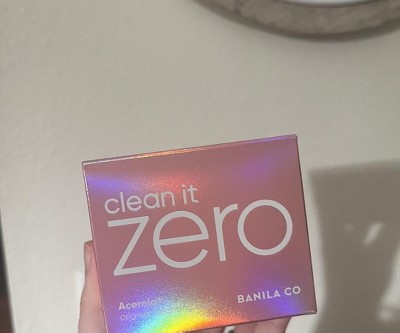 clean it
zero
Acerola
BANILA CO